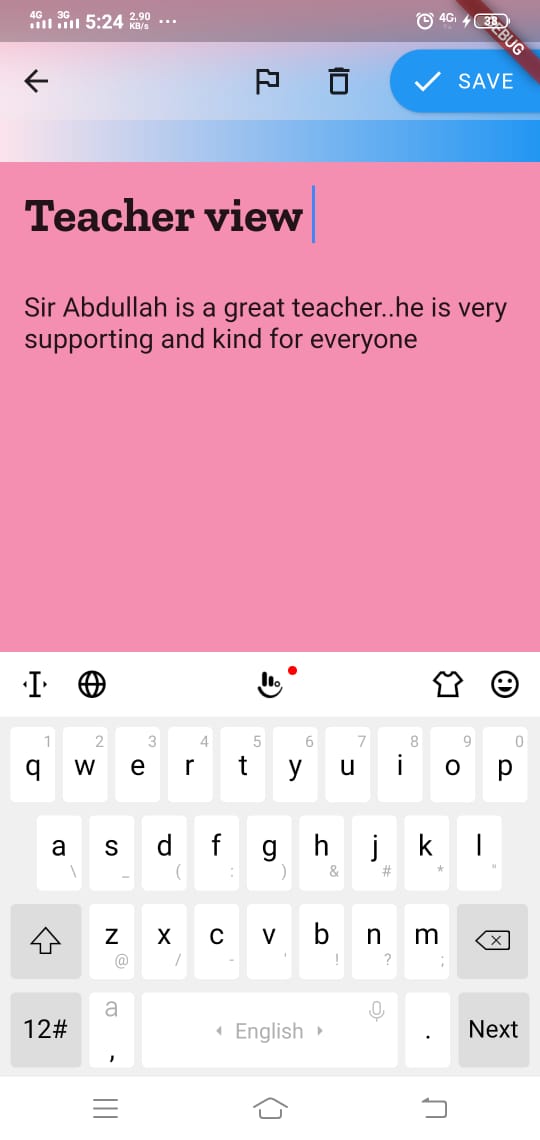 4G 3G 5:24 2.90 KB/s ... 4G 38
DEBUG
SAVE
Teacher view
Sir Abdullah is a great teacher..he is very
supporting and kind for everyone
1 2 3 4 5 6 7 8 9 0
q w e r t y u i o p
a s d f g h j k l
\ _ ( : ) & # * "
z x c v b n m
@ / - ' ! ? ;
12# a , English . Next